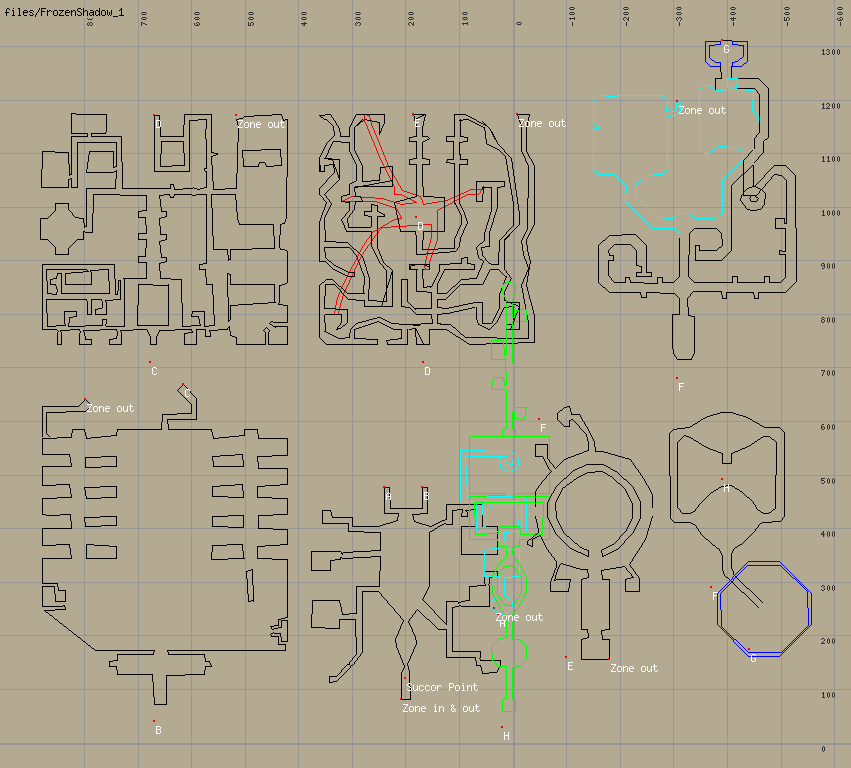 files/FrozenShadow_1
800
700
600
500
400
300
200
100
0
-100
-200
-300
-400
-500
-600
G
1300
D
Zone out
E
Zone out
Zone out
1200
1100
D
1000
900
800
C
D
F
700
C
Zone out
F
600
A
B
H
500
400
Zone out
A
F
300
200
E
Zone out
G
Succor Point
Zone in & out
100
B
H
0